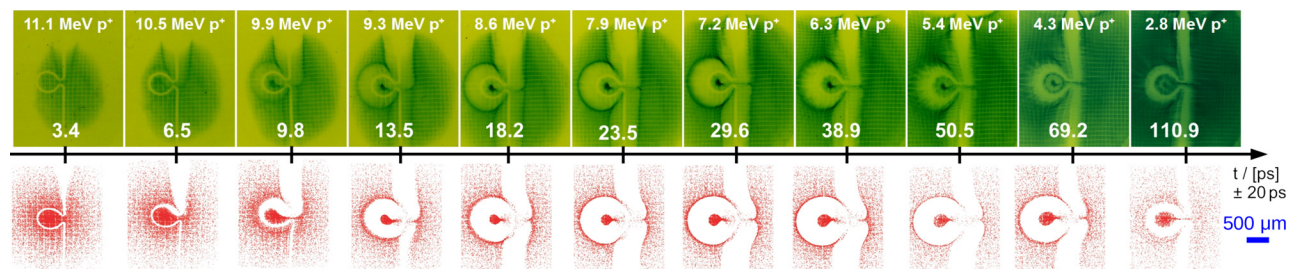 11.1 MeV p⁺ 10.5 MeV p⁺ 9.9 MeV p⁺ 9.3 MeV p⁺ 8.6 MeV p⁺ 7.9 MeV p⁺ 7.2 MeV p⁺ 6.3 MeV p⁺ 5.4 MeV p⁺ 4.3 MeV p⁺ 2.8 MeV p⁺
3.4 6.5 9.8 13.5 18.2 23.5 29.6 38.9 50.5 69.2 110.9
t / [ps]
± 20 ps
500 µm